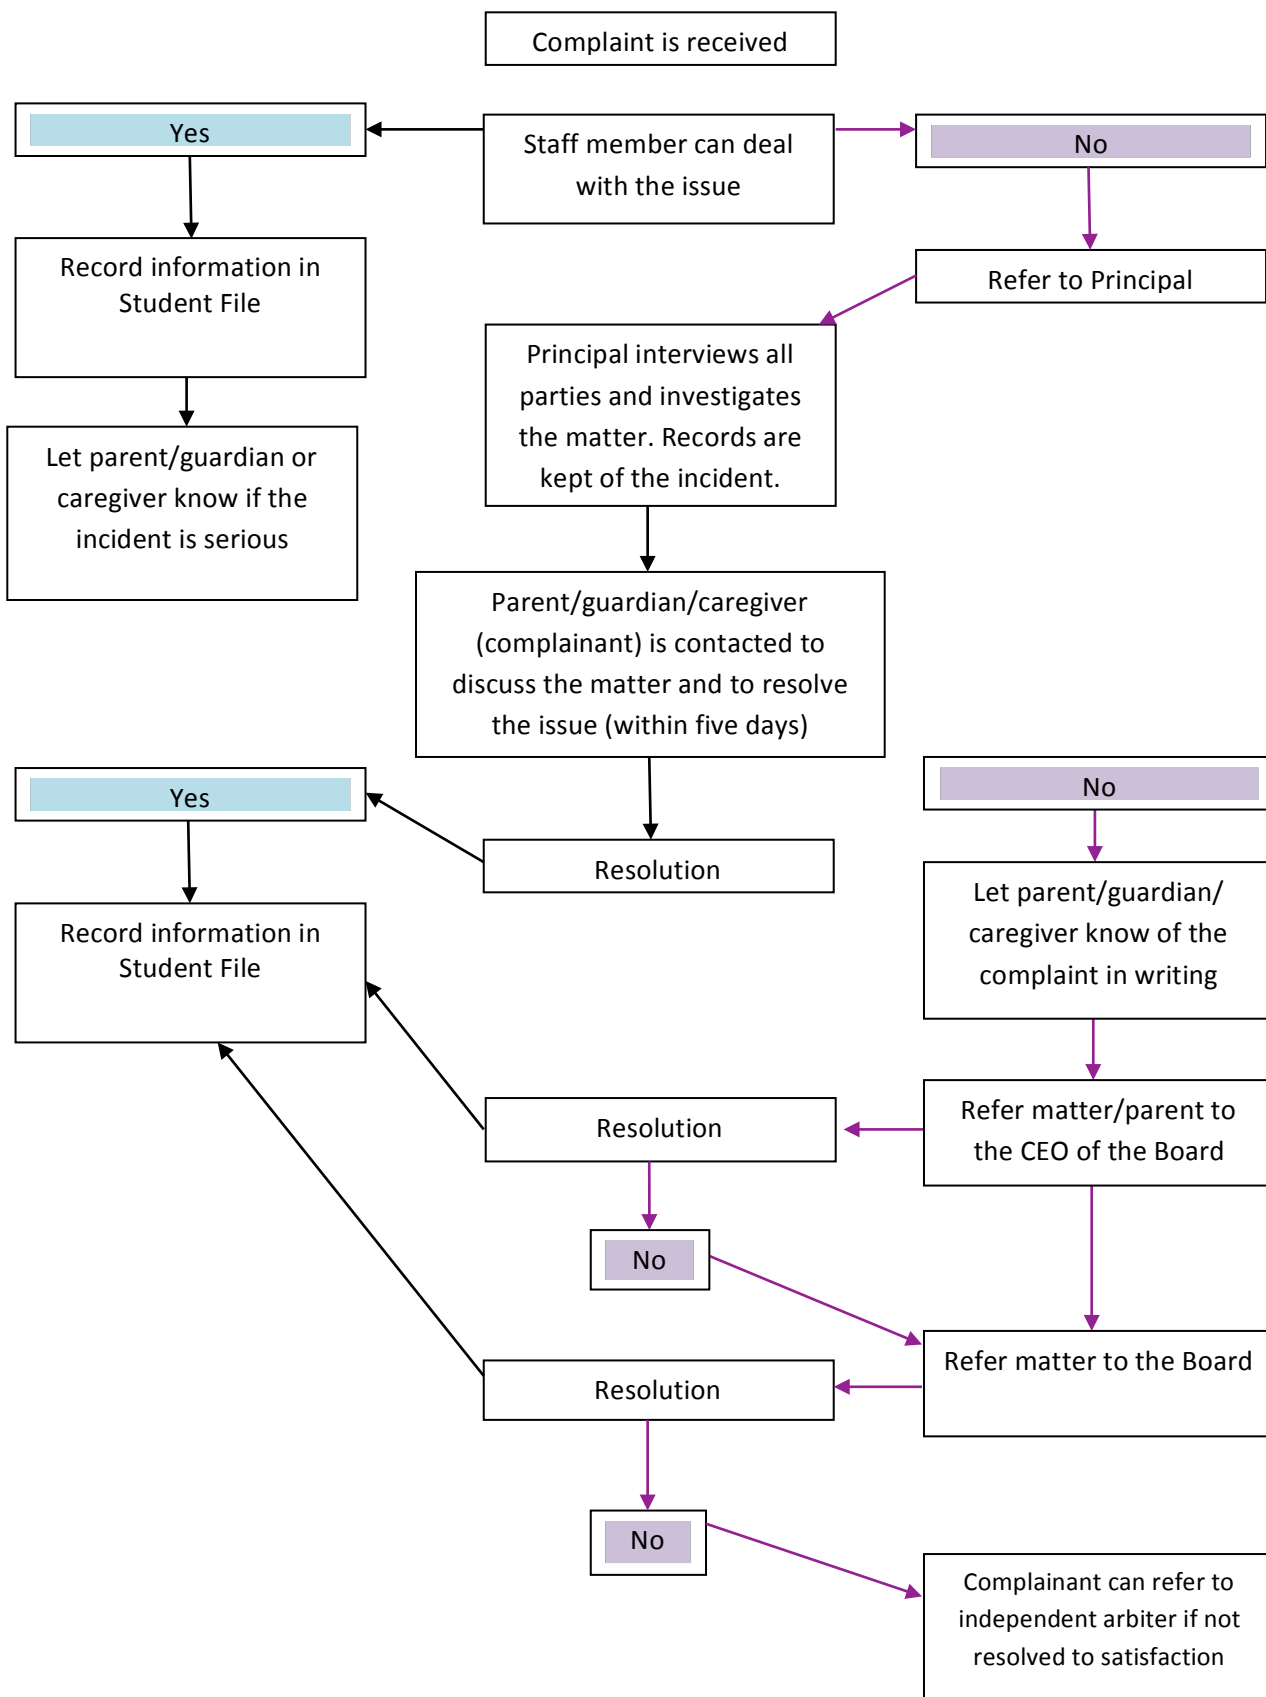 Complaint is received
Yes
Staff member can deal
with the issue
No
Record information in
Student File
Refer to Principal
Principal interviews all
parties and investigates
the matter. Records are
kept of the incident.
Let parent/guardian or
caregiver know if the
incident is serious
Parent/guardian/caregiver
(complainant) is contacted to
discuss the matter and to resolve
the issue (within five days)
Yes
No
Resolution
Record information in
Student File
Let parent/guardian/
caregiver know of the
complaint in writing
Resolution
Refer matter/parent to
the CEO of the Board
No
Refer matter to the Board
Resolution
No
Complainant can refer to
independent arbiter if not
resolved to satisfaction